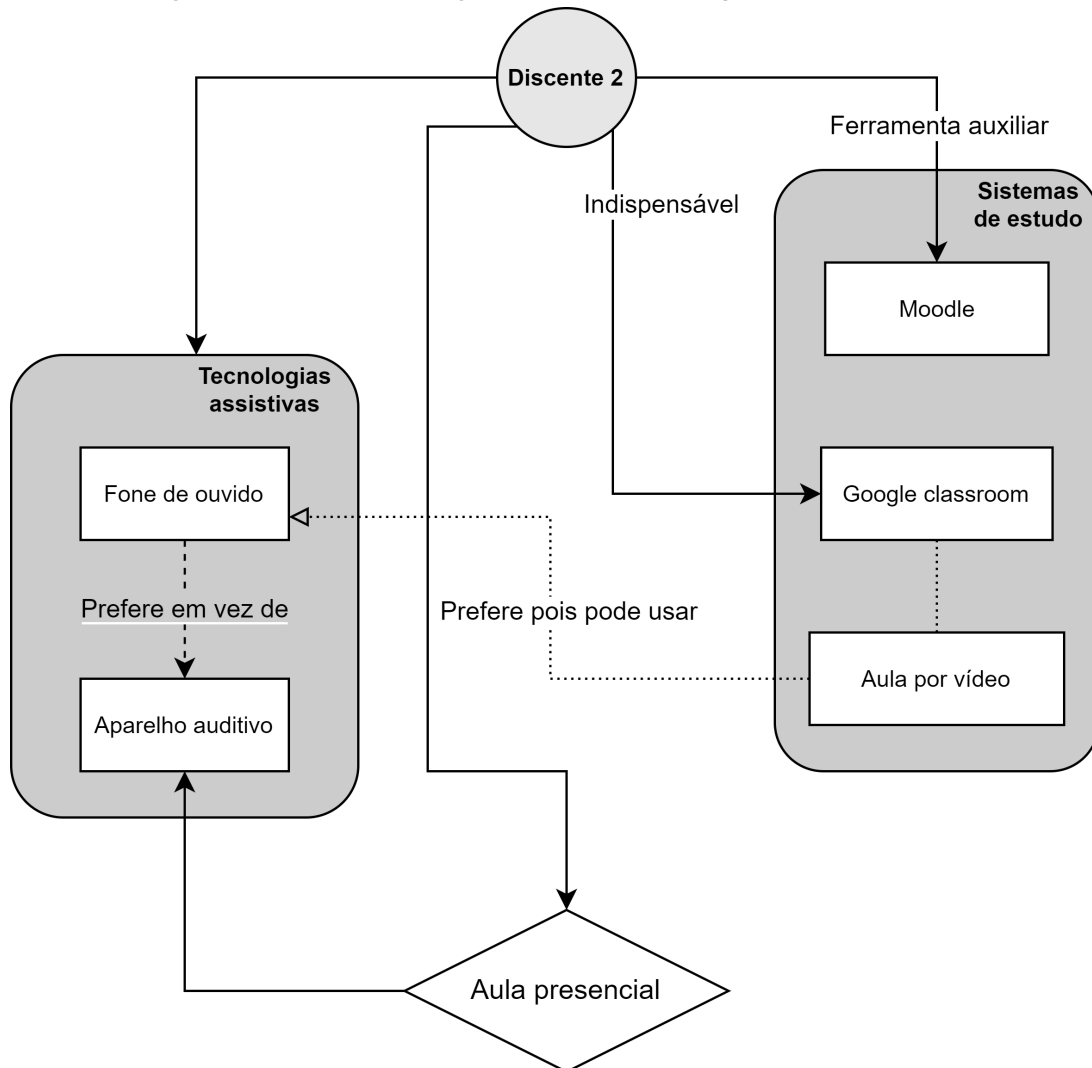 Discente 2
Ferramenta auxiliar
Indispensável
Sistemas
de estudo
Moodle
Tecnologias
assistivas
Fone de ouvido
Google classroom
Prefere em vez de
Prefere pois pode usar
Aula por vídeo
Aparelho auditivo
Aula presencial